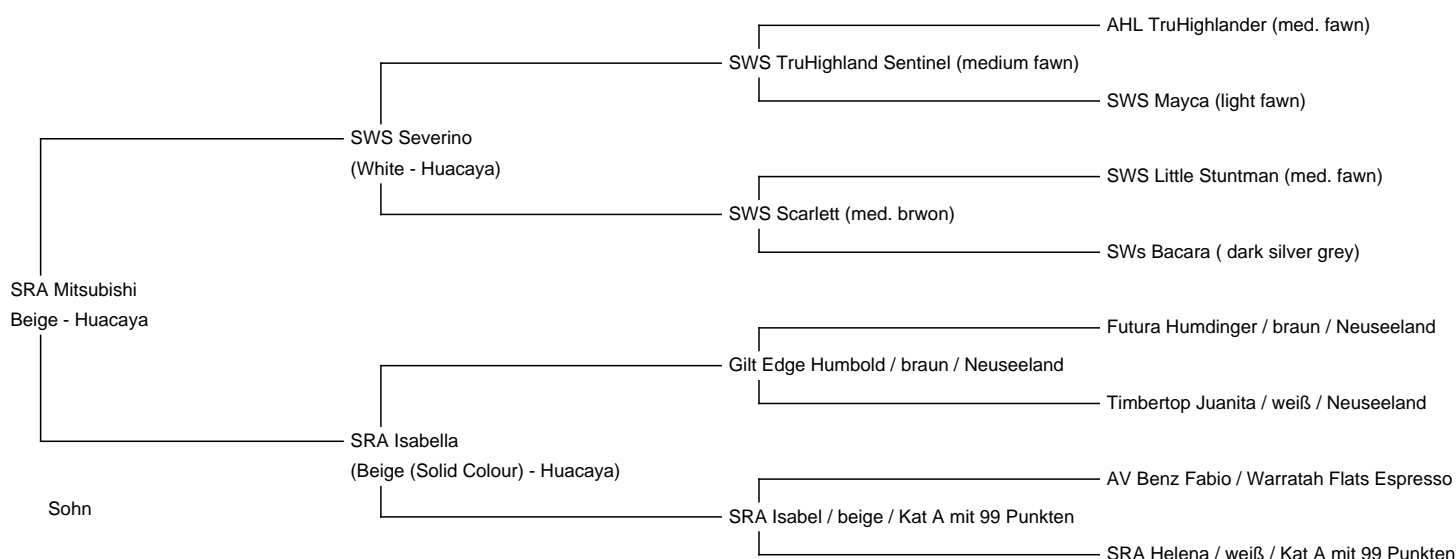 AHL TruHighlander (med. fawn)
SWS TruHighland Sentinel (medium fawn)
SWS Mayca (light fawn)
SWS Severino
(White - Huacaya)
SWS Little Stuntman (med. fawn)
SWS Scarlett (med. brwon)
SWs Bacara ( dark silver grey)
SRA Mitsubishi
Beige - Huacaya
Futura Humdinger / braun / Neuseeland
Gilt Edge Humbold / braun / Neuseeland
Timbertop Juanita / weiß / Neuseeland
SRA Isabella
(Beige (Solid Colour) - Huacaya)
AV Benz Fabio / Warratah Flats Espresso
Sohn
SRA Isabel / beige / Kat A mit 99 Punkten
SRA Helena / weiß / Kat A mit 99 Punkten